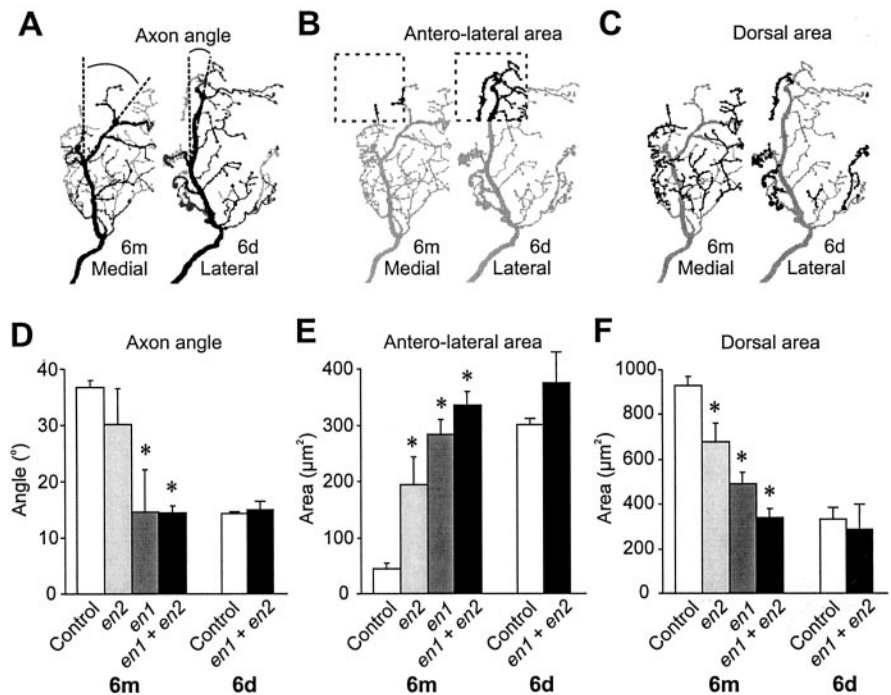 A
Axon angle
6m
Medial
6d
Lateral
B
Antero-lateral area
6m
Medial
6d
Lateral
C
Dorsal area
6m
Medial
6d
Lateral
D
Axon angle
Angle (°)
40
30
20
10
0
*
*
Control
en2
en1
en1 + en2
Control
en1 + en2
6m
6d
E
Antero-lateral area
Area (µm²)
400
300
200
100
0
*
*
*
Control
en2
en1
en1 + en2
Control
en1 + en2
6m
6d
F
Dorsal area
Area (µm²)
1000
800
600
400
200
0
*
*
*
Control
en2
en1
en1 + en2
Control
en1 + en2
6m
6d